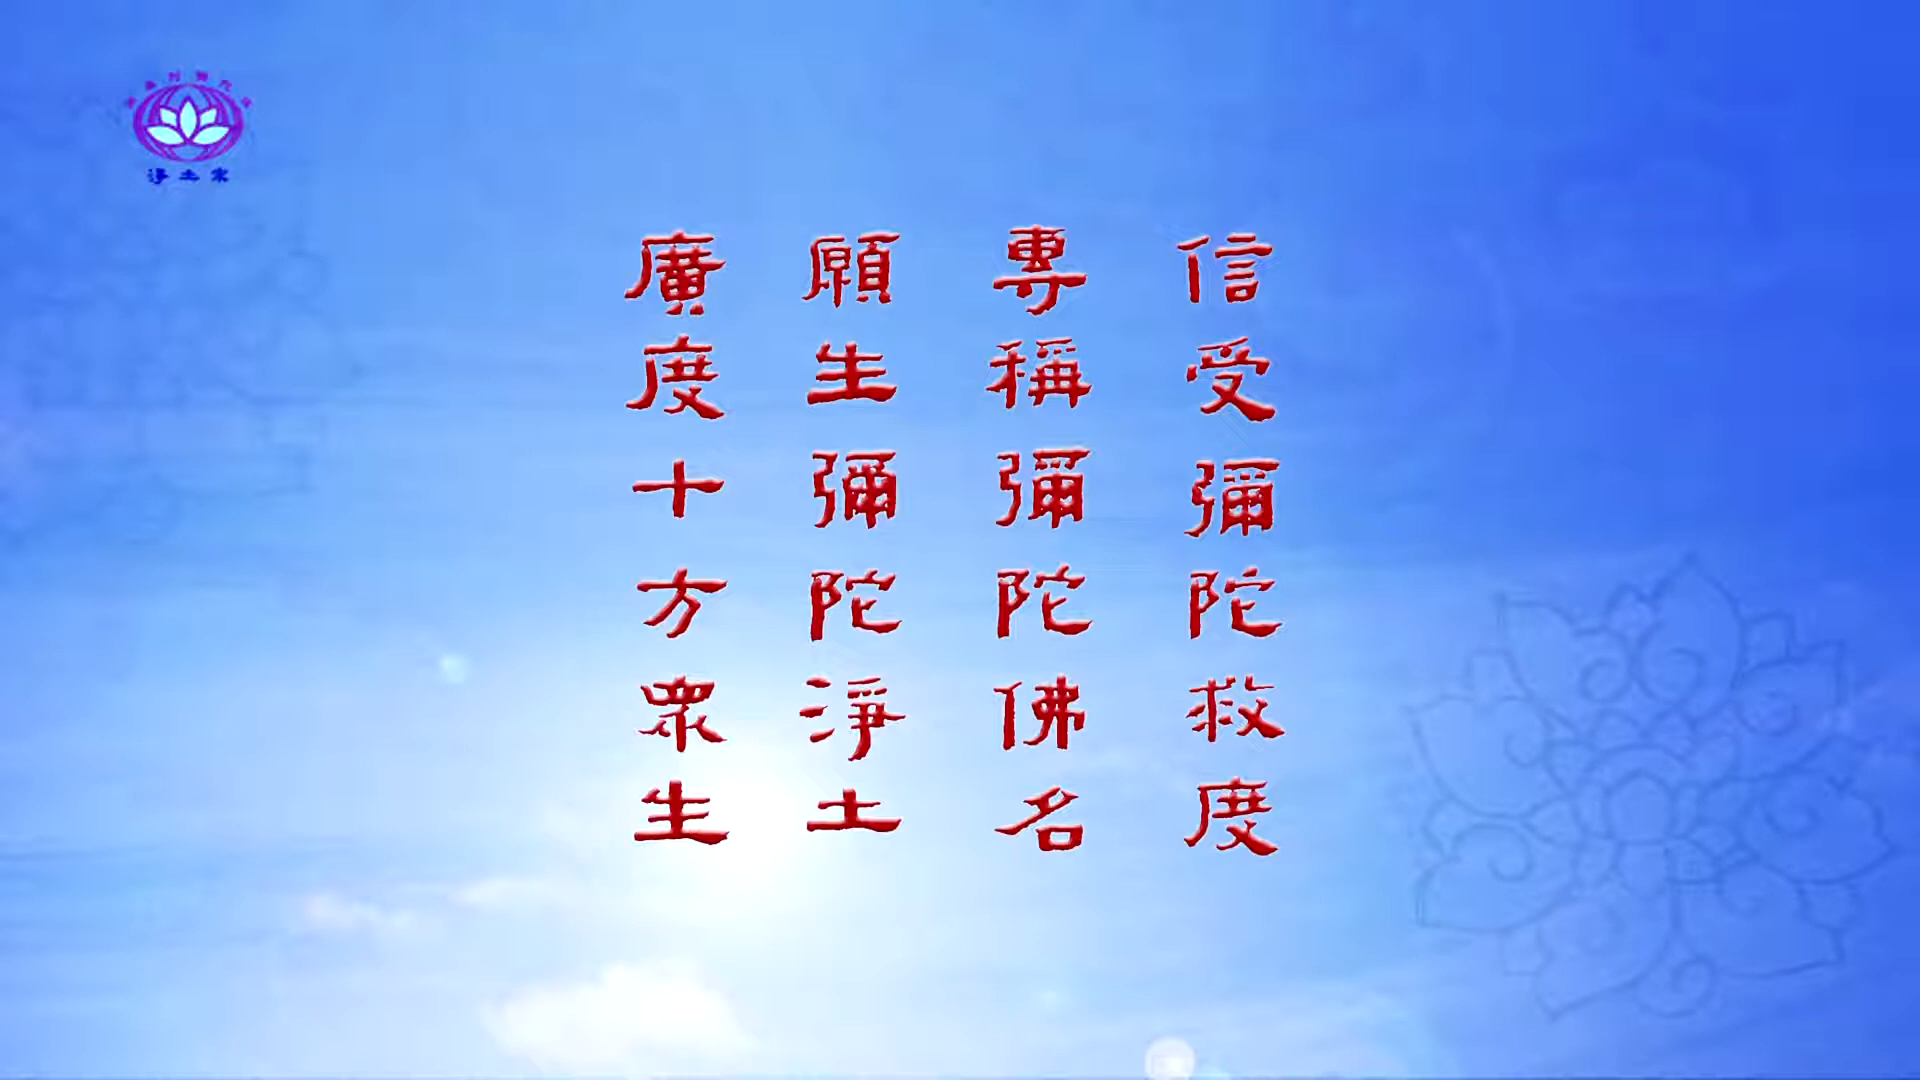 淨土宗
信受彌陀救度
專稱彌陀佛名
願生彌陀淨土
廣度十方眾生